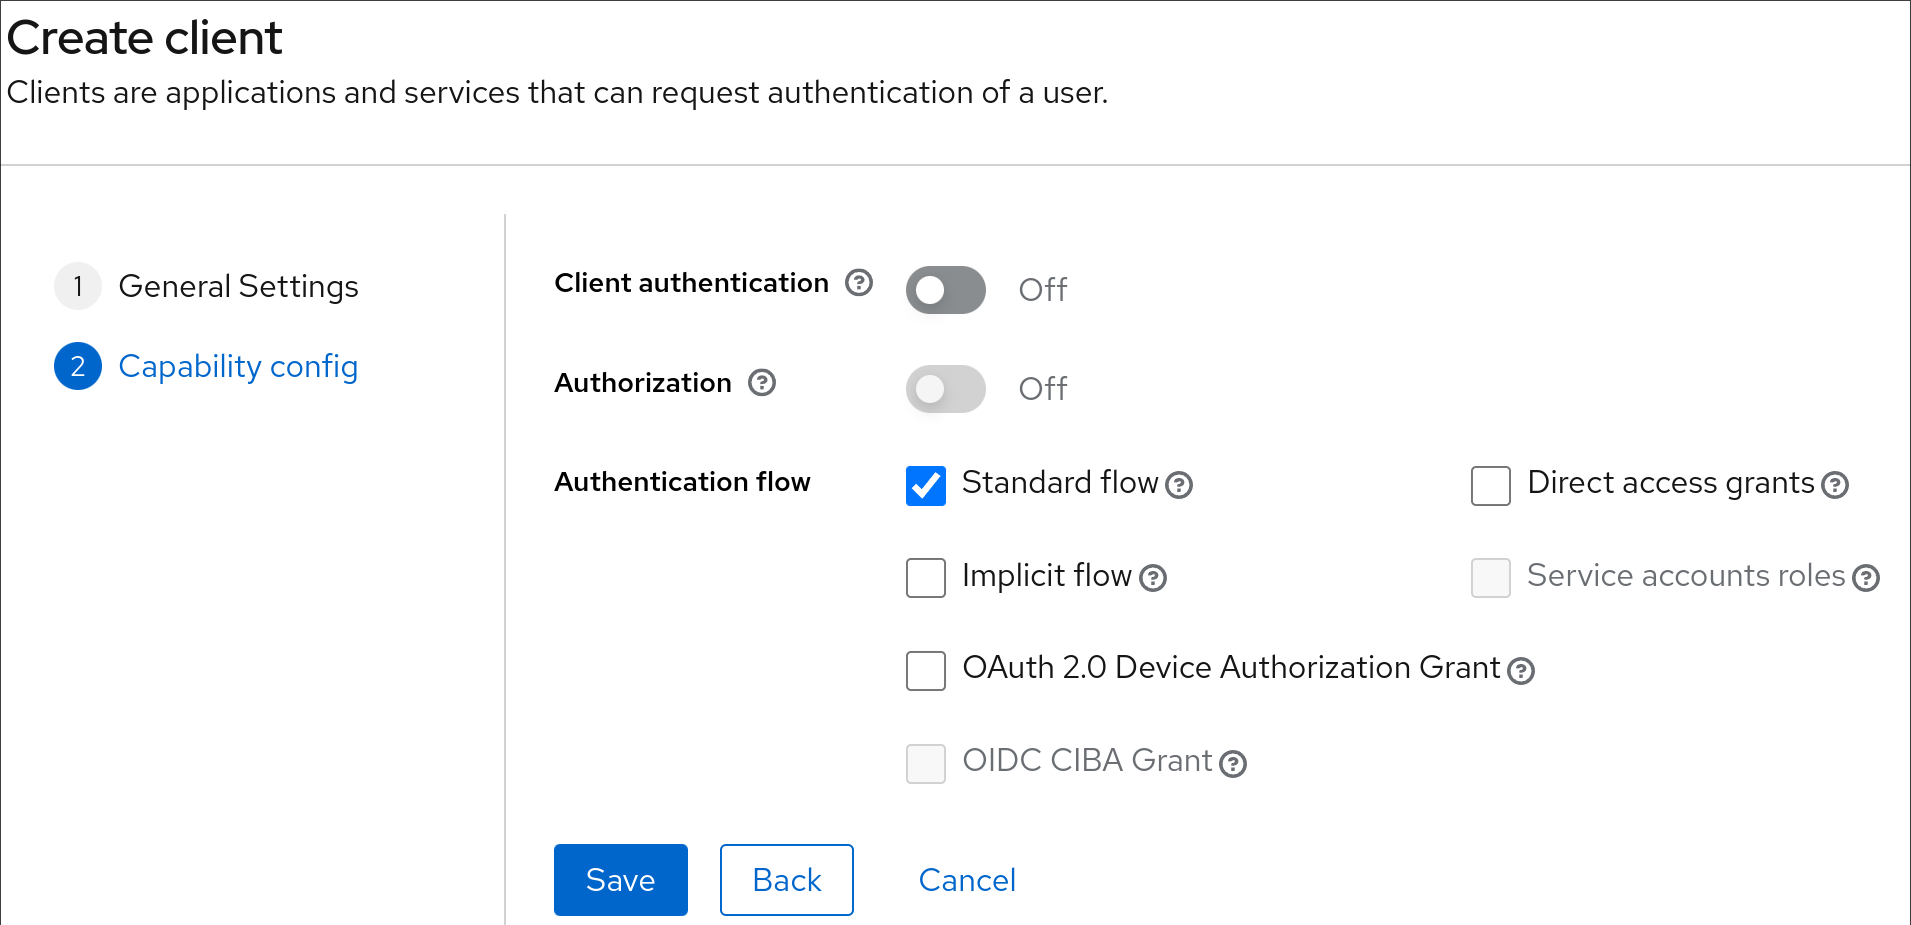 Create client
Clients are applications and services that can request authentication of a user.
1 General Settings
2 Capability config
Client authentication ? Off
Authorization ? Off
Authentication flow
Standard flow ? Direct access grants ?
Implicit flow ? Service accounts roles ?
OAuth 2.0 Device Authorization Grant ?
OIDC CIBA Grant ?
Save Back Cancel